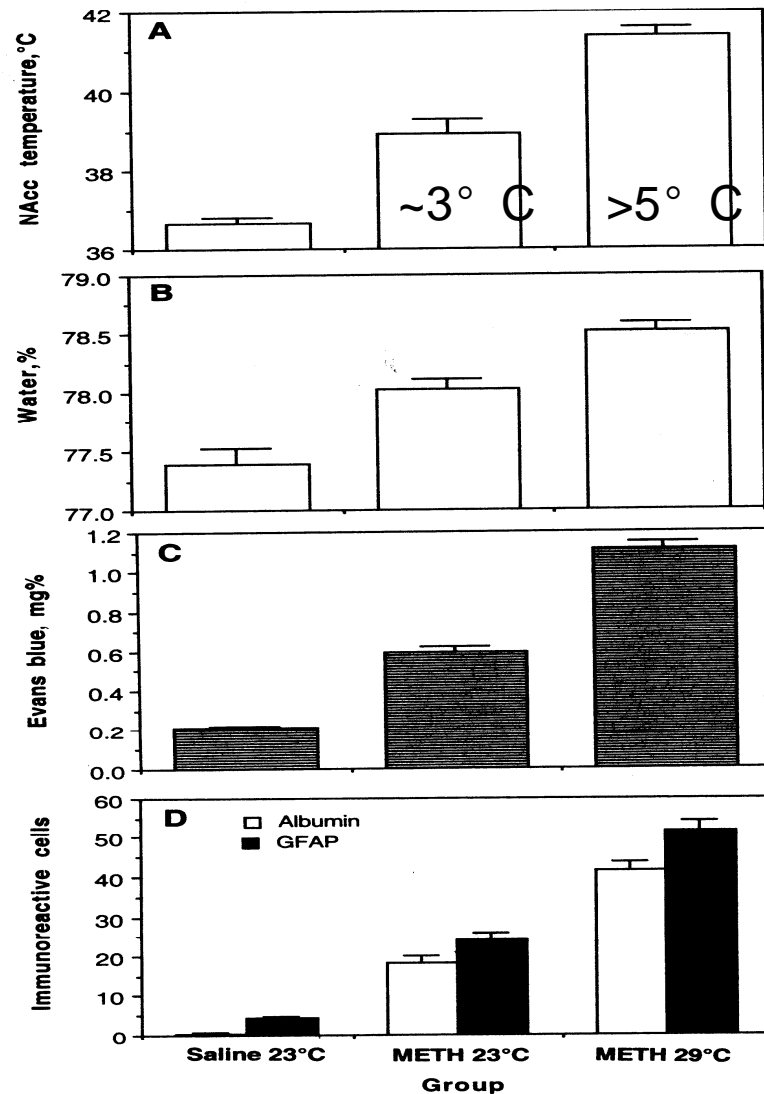 A
NAcc temperature,°C
42
40
38
36
~3° C
>5° C
B
Water,%
79.0
78.5
78.0
77.5
77.0
C
Evans blue, mg%
1.2
1.0
0.8
0.6
0.4
0.2
0.0
D
Immunoreactive cells
60
50
40
30
20
10
0
Albumin
GFAP
Saline 23°C METH 23°C METH 29°C
Group